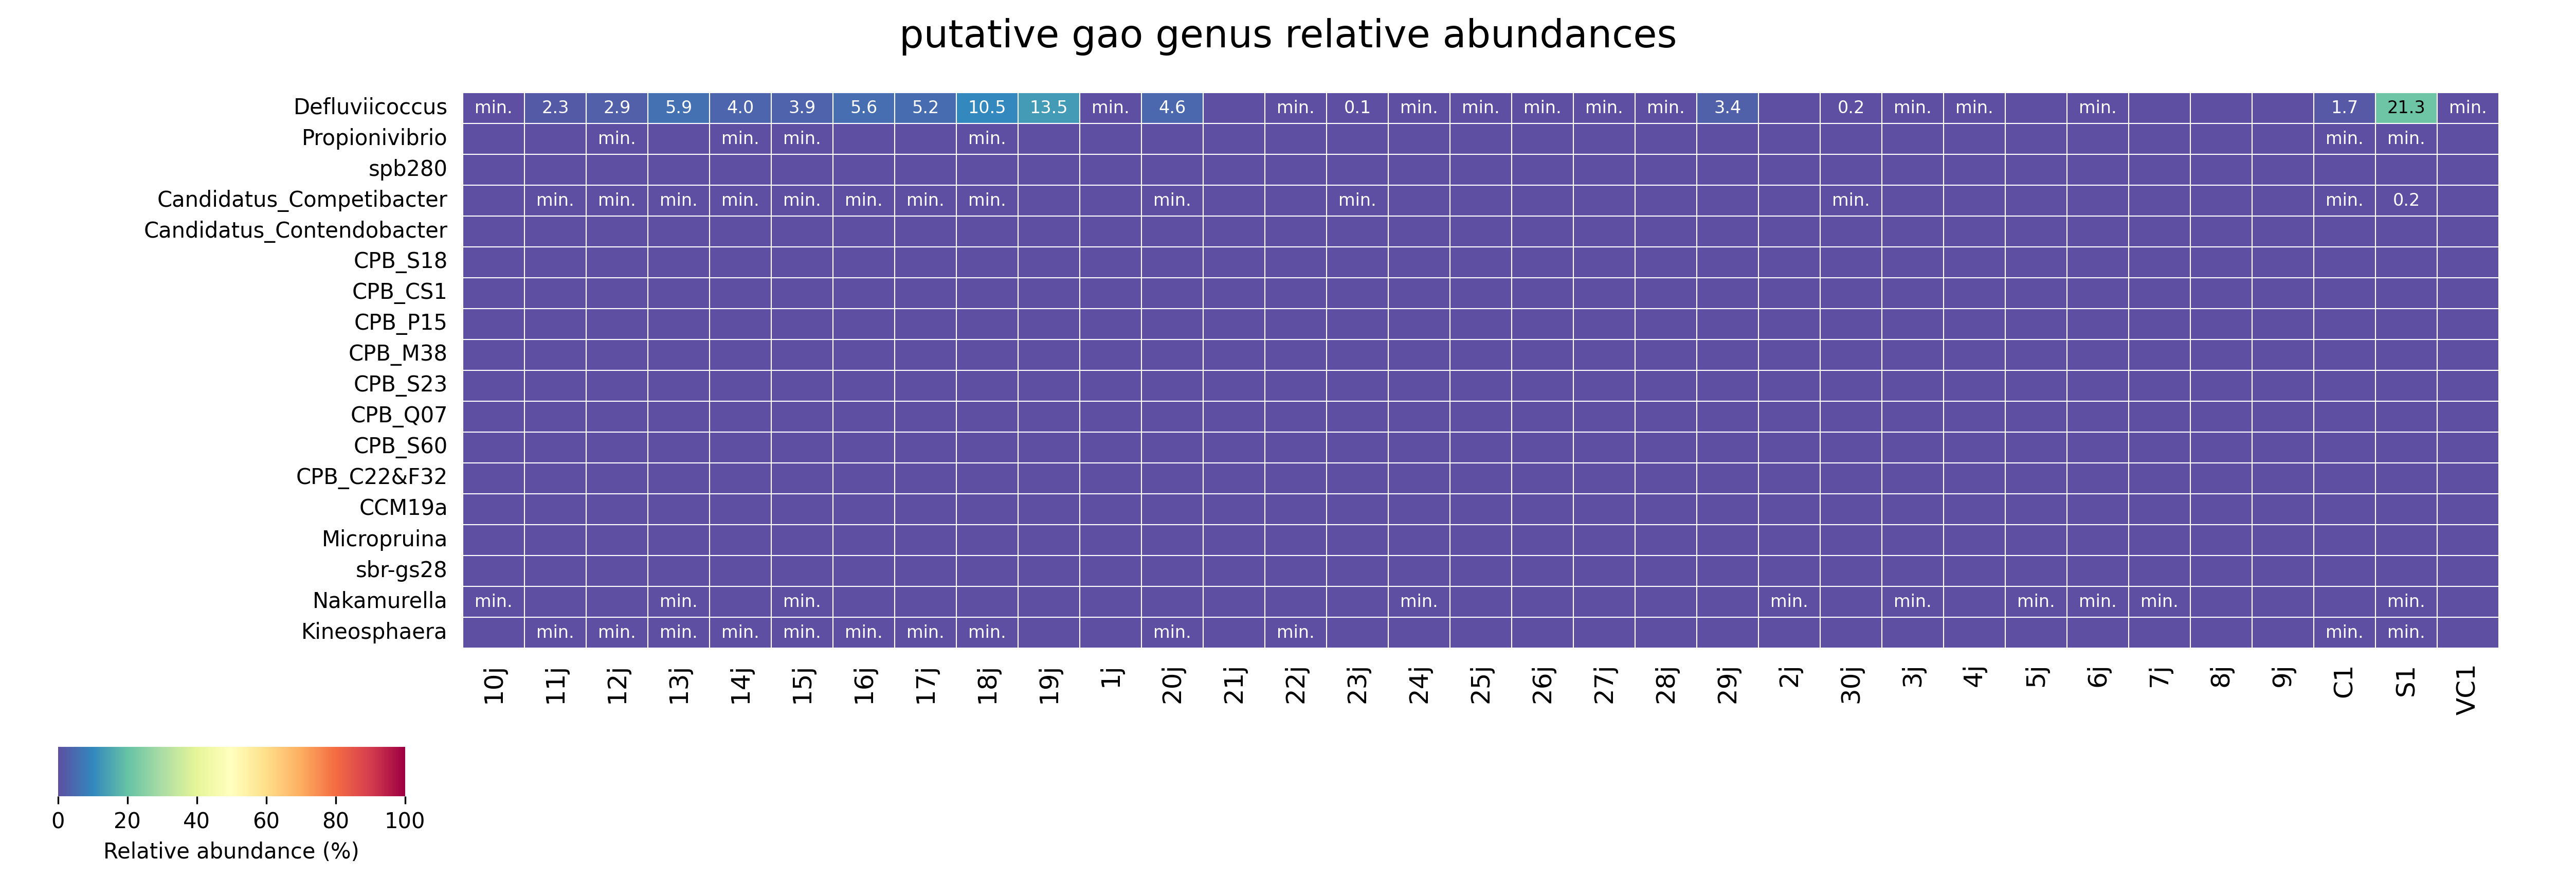 putative gao genus relative abundances
Defluviicoccus min. 2.3 2.9 5.9 4.0 3.9 5.6 5.2 10.5 13.5 min. 4.6 min. 0.1 min. min. min. min. min. 3.4 0.2 min. min. min. 1.7 21.3 min.
Propionivibrio min. min. min. min. min. min.
spb280
Candidatus_Competibacter min. min. min. min. min. min. min. min. min. min. min. min. 0.2
Candidatus_Contendobacter
CPB_S18
CPB_CS1
CPB_P15
CPB_M38
CPB_S23
CPB_Q07
CPB_S60
CPB_C22&F32
CCM19a
Micropruina
sbr-gs28
Nakamurella min. min. min. min. min. min. min. min. min. min.
Kineosphaera min. min. min. min. min. min. min. min. min. min. min. min.
10j 11j 12j 13j 14j 15j 16j 17j 18j 19j 1j 20j 21j 22j 23j 24j 25j 26j 27j 28j 29j 2j 30j 3j 4j 5j 6j 7j 8j 9j C1 S1 VC1
0 20 40 60 80 100
Relative abundance (%)